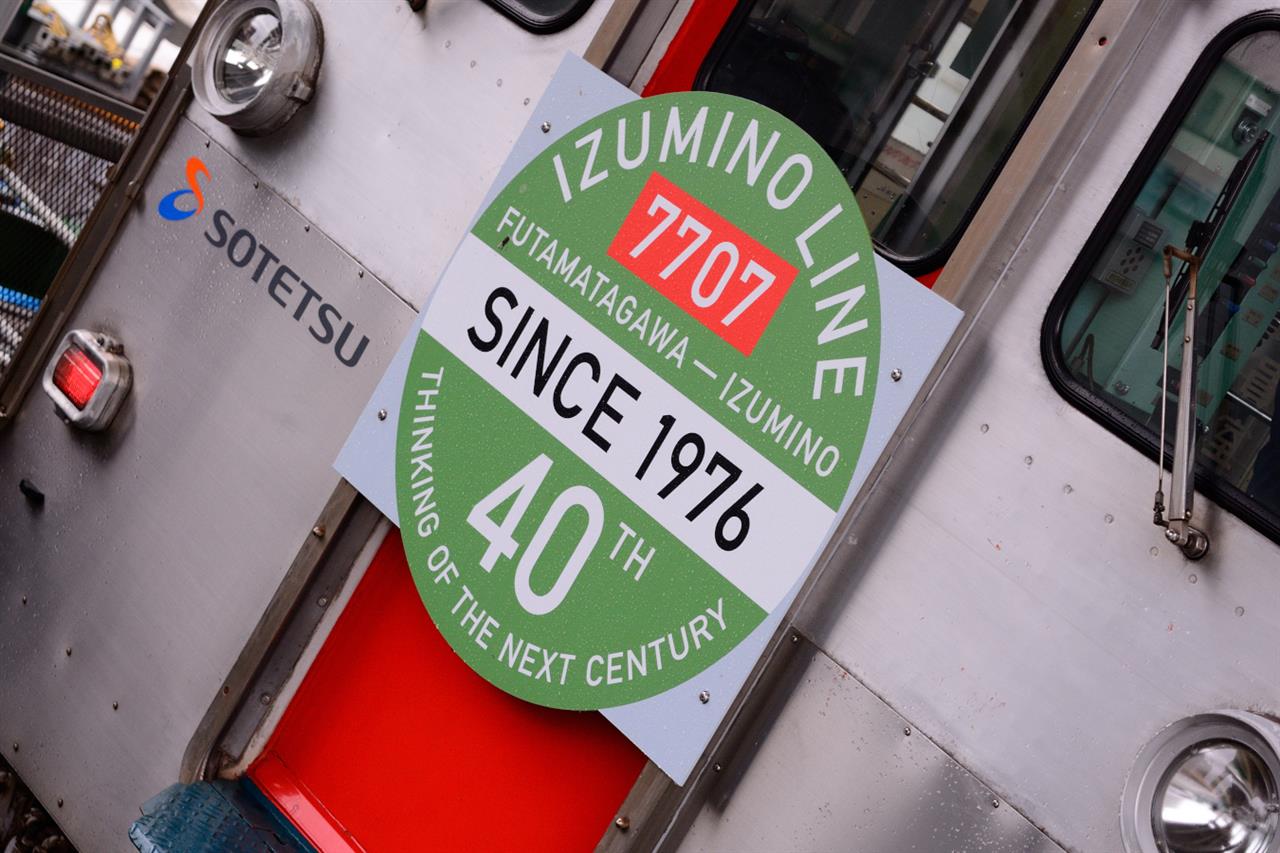 SOTETSU
IZUMINO LINE
7707
FUTAMATAGAWA — IZUMINO
SINCE 1976
40TH
THINKING OF THE NEXT CENTURY